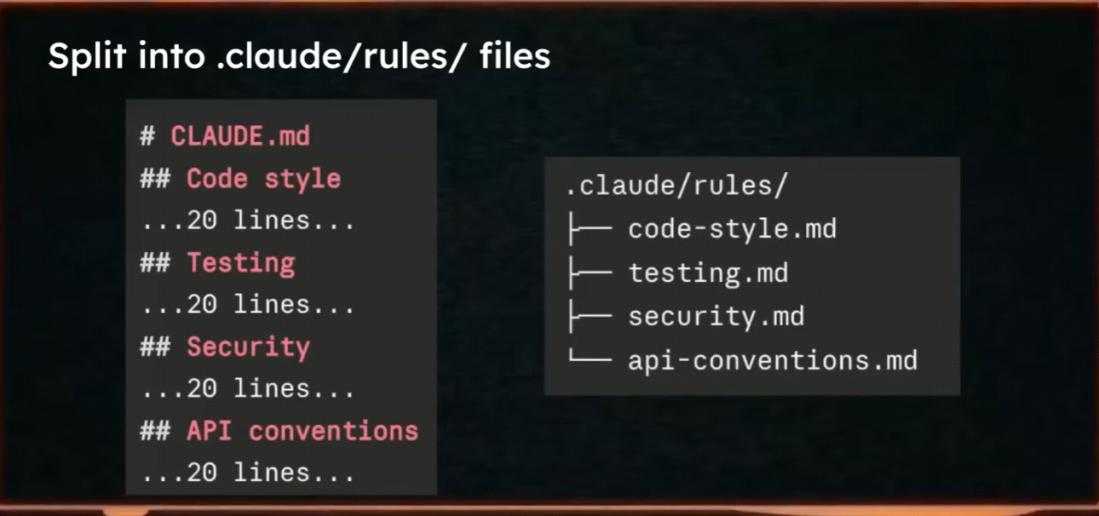 Split into .claude/rules/ files
# CLAUDE.md
## Code style
...20 lines...
## Testing
...20 lines...
## Security
...20 lines...
## API conventions
...20 lines...
.claude/rules/
├── code-style.md
├── testing.md
├── security.md
└── api-conventions.md